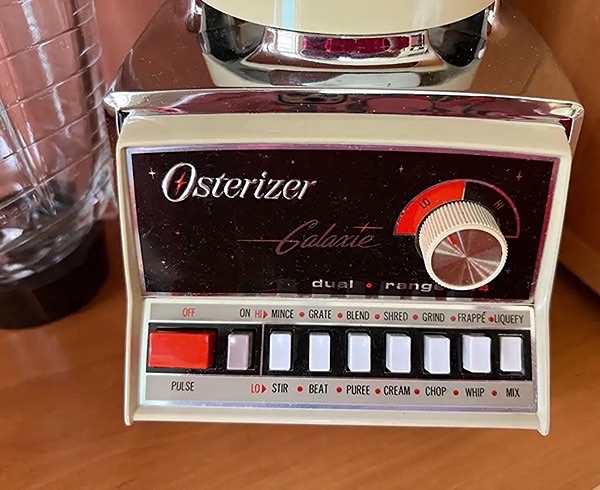 Osterizer
LO HI
Galaxie
dual • range
OFF ON HI MINCE • GRATE • BLEND • SHRED • GRIND • FRAPPÉ • LIQUEFY
PULSE LO STIR • BEAT • PUREE • CREAM • CHOP • WHIP • MIX